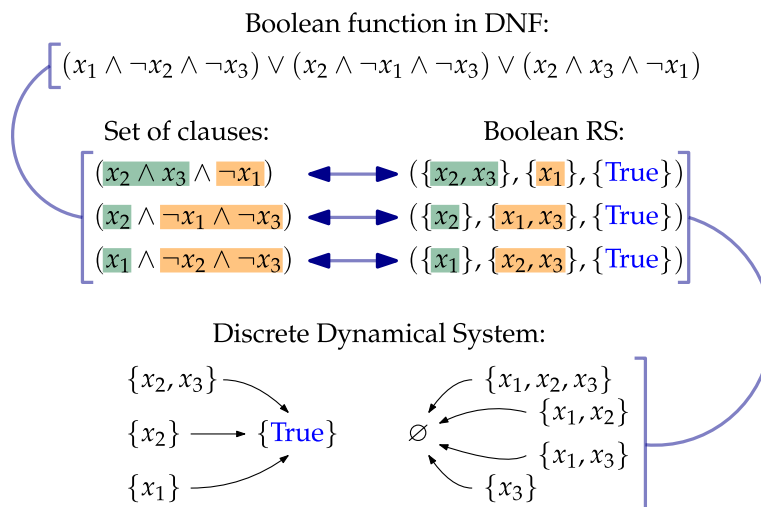 Boolean function in DNF:
(x₁ ∧ ¬x₂ ∧ ¬x₃) ∨ (x₂ ∧ ¬x₁ ∧ ¬x₃) ∨ (x₂ ∧ x₃ ∧ ¬x₁)
Set of clauses: Boolean RS:
(x₂ ∧ x₃ ∧ ¬x₁) ({x₂, x₃}, {x₁}, {True})
(x₂ ∧ ¬x₁ ∧ ¬x₃) ({x₂}, {x₁, x₃}, {True})
(x₁ ∧ ¬x₂ ∧ ¬x₃) ({x₁}, {x₂, x₃}, {True})
Discrete Dynamical System:
{x₂, x₃} {x₁, x₂, x₃}
{x₁, x₂}
{x₂} {True} ∅
{x₁, x₃}
{x₁} {x₃}